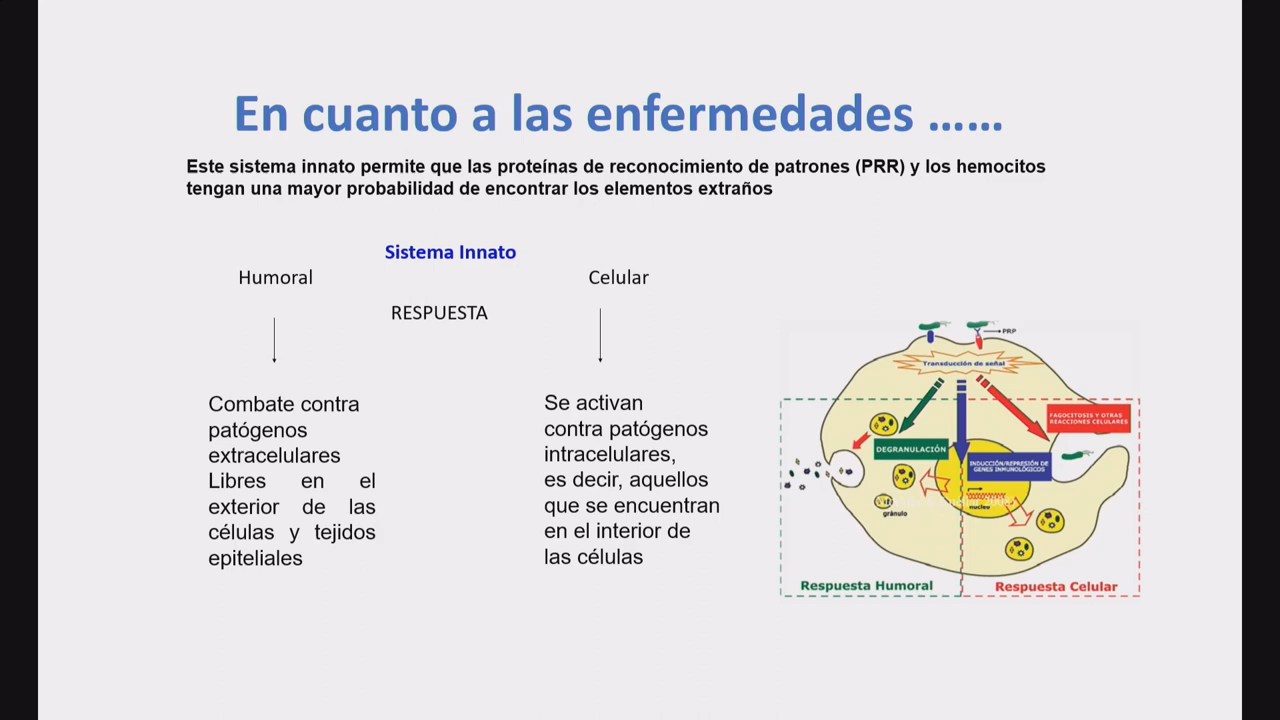 En cuanto a las enfermedades ……
Este sistema innato permite que las proteínas de reconocimiento de patrones (PRR) y los hemocitos
tengan una mayor probabilidad de encontrar los elementos extraños
Sistema Innato
Humoral
Celular
RESPUESTA
Combate contra
patógenos
extracelulares
Libres en el
exterior de las
células y tejidos
epiteliales
Se activan
contra patógenos
intracelulares,
es decir, aquellos
que se encuentran
en el interior de
las células
PRP
Transducción de señal
FAGOCITOSIS Y OTRAS
REACCIONES CELULARES
DEGRANULACIÓN
INDUCCIÓN/REPRESIÓN DE
GENES INMUNOLÓGICOS
gránulo
núcleo
Respuesta Humoral
Respuesta Celular